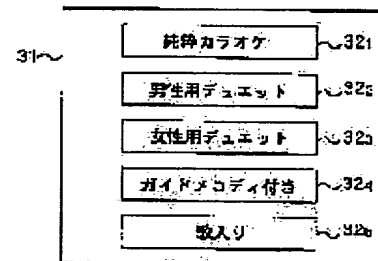 純粋カラオケ 321
31
男性用デュエット 322
女性用デュエット 323
ガイドメロディ付き 324
歌入り 325